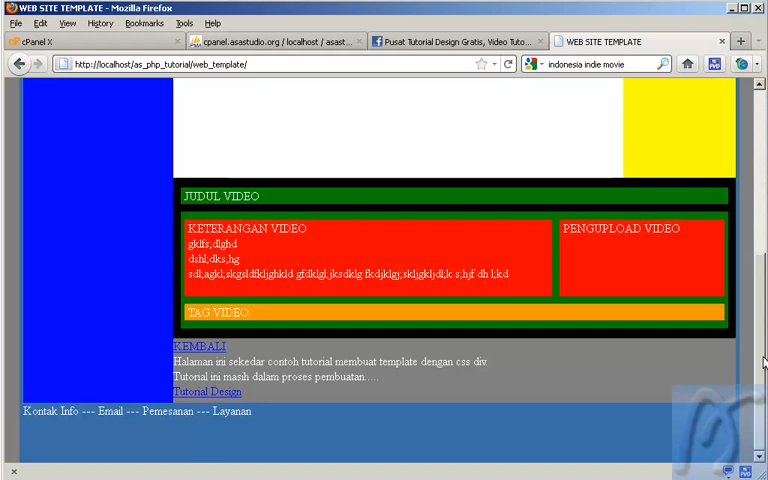 WEB SITE TEMPLATE - Mozilla Firefox
File Edit View History Bookmarks Tools Help
cPanel X
cpanel.asastudio.org / localhost / asast...
Pusat Tutorial Design Gratis, Video Tuto...
WEB SITE TEMPLATE
http://localhost/as_php_tutorial/web_template/
indonesia indie movie
JUDUL VIDEO
KETERANGAN VIDEO
gklfs;dlghd
dshl;dks;hg
sdl;agkl;skgsldfkljghkld gfdklgl;jksdklg fkdjklgj;skljgkljdl;k s;hjf dh l;kd
PENGUPLOAD VIDEO
TAG VIDEO
KEMBALI
Halaman ini sekedar contoh tutorial membuat template dengan css div.
Tutorial ini masih dalam proses pembuatan.....
Tutorial Design
Kontak Info --- Email --- Pemesanan --- Layanan